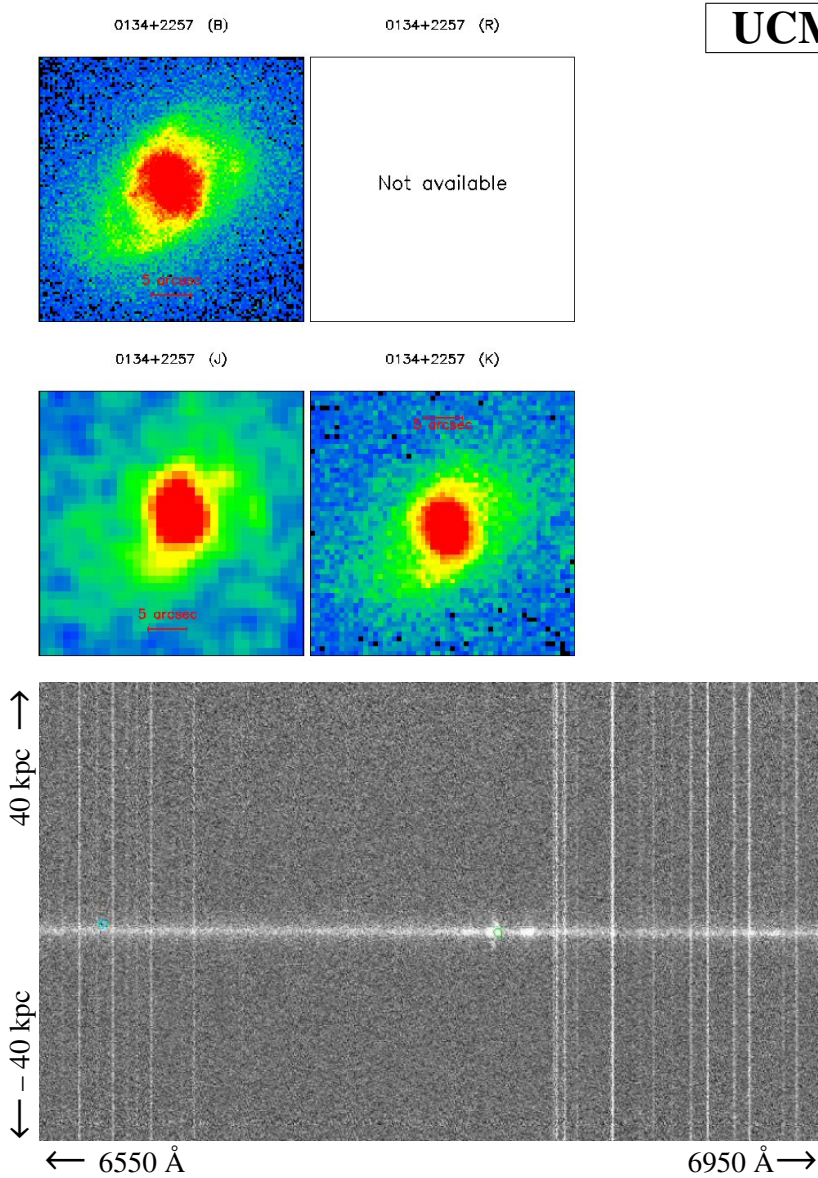 0134+2257 (B)
0134+2257 (R)
UCM
5 arcsec
Not available
0134+2257 (J)
0134+2257 (K)
5 arcsec
5 arcsec
← − 40 kpc 40 kpc →
← 6550 Å 6950 Å →